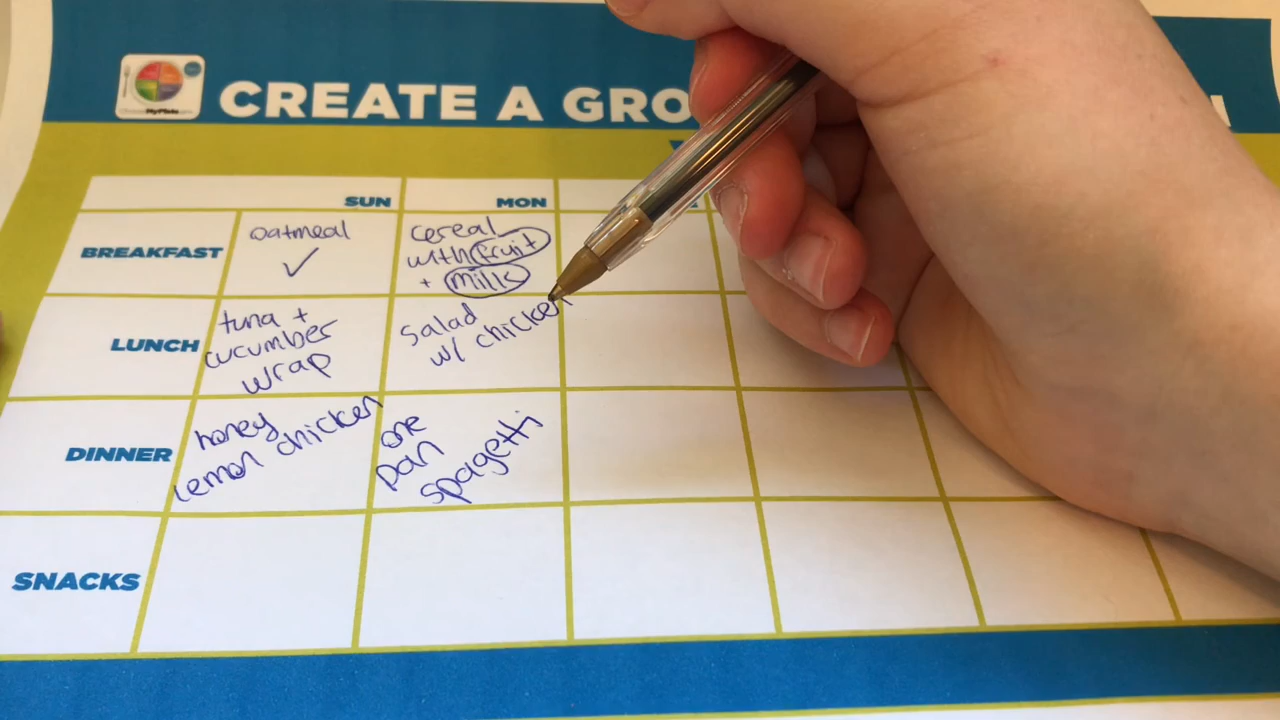 CREATE A GRO
SUN
MON
BREAKFAST
oatmeal
cereal
with fruit
+ milk
LUNCH
tuna +
cucumber
wrap
salad
w/ chicken
DINNER
honey
lemon chicken
one
pan
spagetti
SNACKS